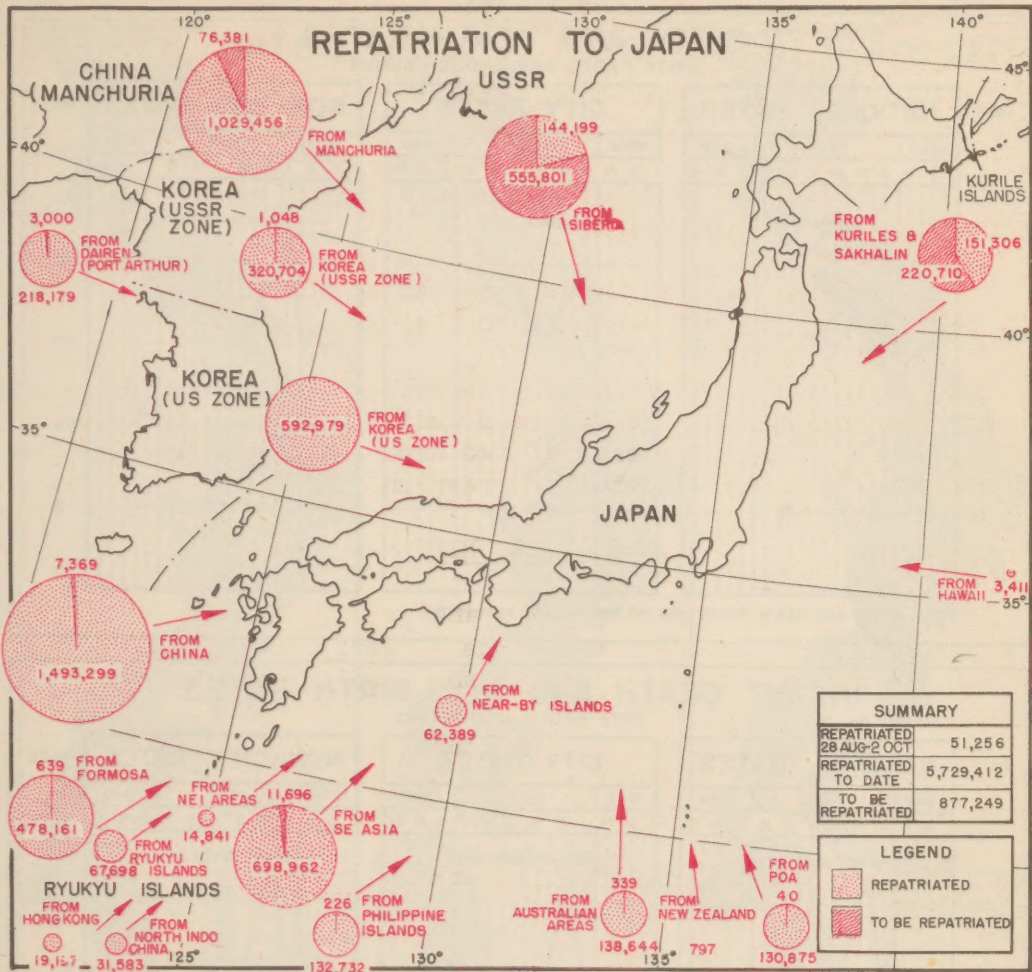 120°
125°
130°
135°
140°
REPATRIATION TO JAPAN
76,381
CHINA
(MANCHURIA
USSR
45°
1,029,456
FROM
MANCHURIA
144,199
555,801
FROM
SIBERIA
40°
KOREA
(USSR
ZONE)
KURILE
ISLANDS
3,000
FROM
DAIREN
(PORT ARTHUR)
218,179
1,048
320,704
FROM
KOREA
(USSR ZONE)
FROM
KURILES &
SAKHALIN
151,306
220,710
40°
KOREA
(US ZONE)
592,979
FROM
KOREA
(US ZONE)
35°
JAPAN
7,369
1,493,299
FROM
CHINA
FROM
HAWAII
3,411
35°
FROM
NEAR-BY ISLANDS
62,389
SUMMARY
REPATRIATED
28 AUG-2 OCT
51,256
REPATRIATED
TO DATE
5,729,412
TO BE
REPATRIATED
877,249
639
FROM
FORMOSA
478,161
FROM
NEI AREAS
14,841
11,696
FROM
SE ASIA
698,962
67,698
FROM
RYUKYU
ISLANDS
RYUKYU ISLANDS
FROM
HONGKONG
FROM
NORTH INDO
CHINA
31,583
226
FROM
PHILIPPINE
ISLANDS
132,732
339
FROM
AUSTRALIAN
AREAS
138,644
FROM
NEW ZEALAND
797
FROM
POA
40
130,875
LEGEND
REPATRIATED
TO BE REPATRIATED
125°
130°
135°